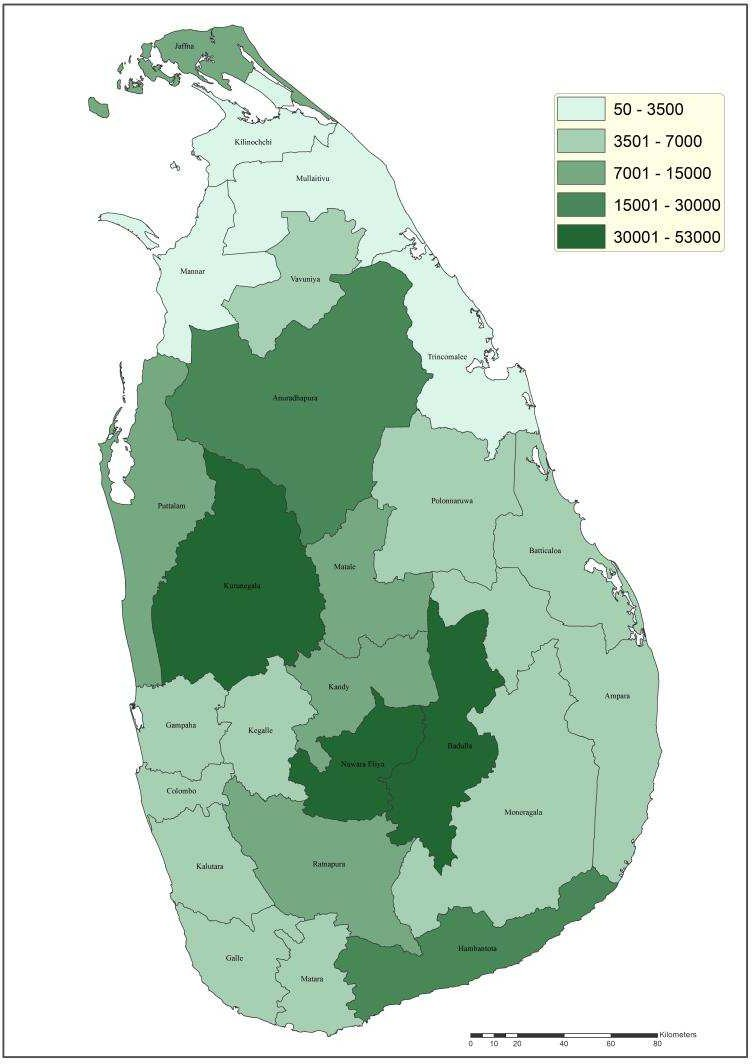 Jaffna
50 - 3500
3501 - 7000
7001 - 15000
15001 - 30000
30001 - 53000
Kilinochchi
Mullaitivu
Mannar
Vavuniya
Trincomalee
Anuradhapura
Polonnaruwa
Puttalam
Batticaloa
Matale
Kurunegala
Kandy
Ampara
Gampaha
Kegalle
Badulla
Nuwara Eliya
Colombo
Moneragala
Ratnapura
Kalutara
Hambantota
Galle
Matara
Kilometers
0 10 20 40 60 80